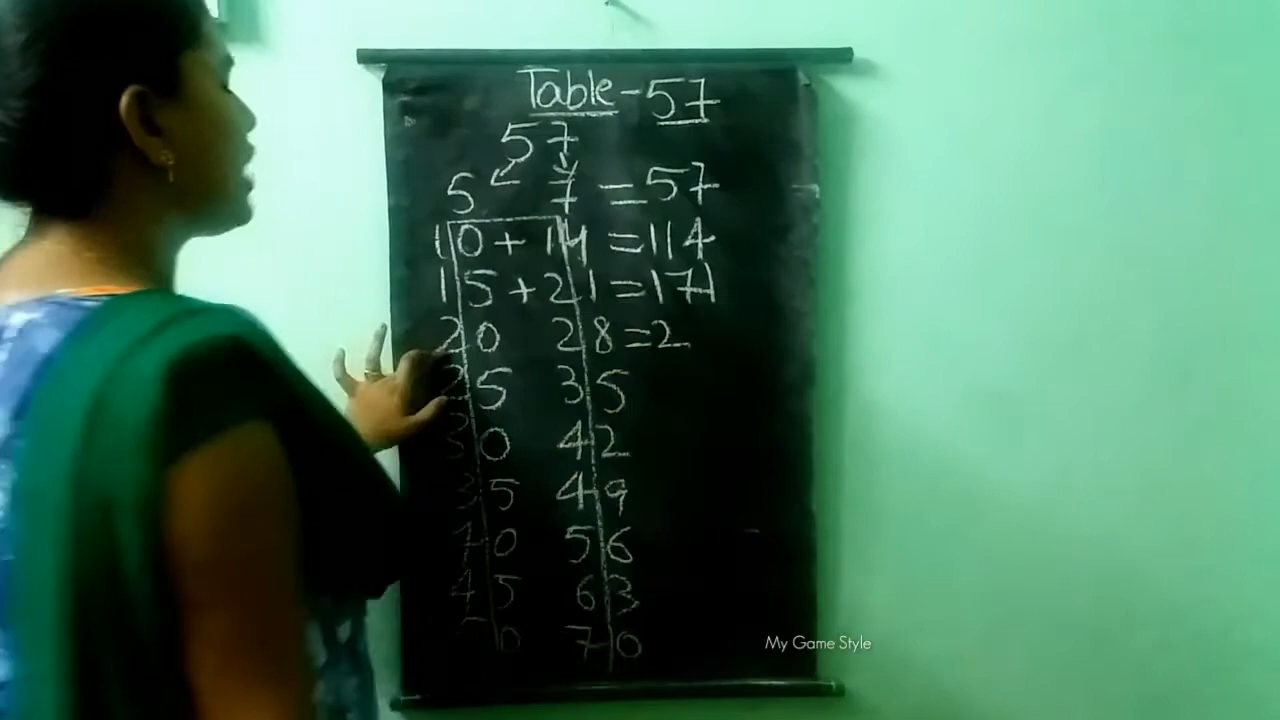 Table-57
57
5 7 = 57
10 + 14 = 114
15 + 21 = 171
20 28 = 2
25 35
30 42
35 49
40 56
45 63
0 70
My Game Style